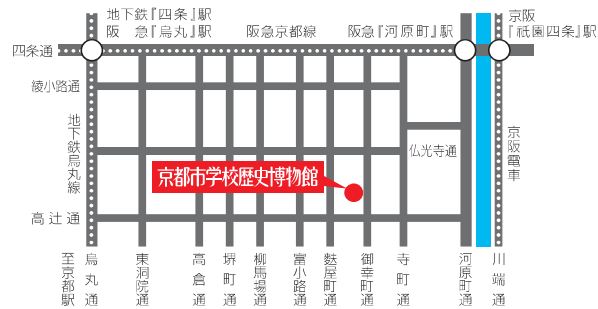 地下鉄『四条』駅
阪 急『烏丸』駅
阪急京都線
阪急『河原町』駅
京阪
『祇園四条』駅
四条通
綾小路通
地下鉄烏丸線
仏光寺通
京阪電車
京都市学校歴史博物館
高辻通
至京都駅
烏丸通
東洞院通
高倉通
堺町通
柳馬場通
富小路通
麩屋町通
御幸町通
寺町通
河原町通
川端通